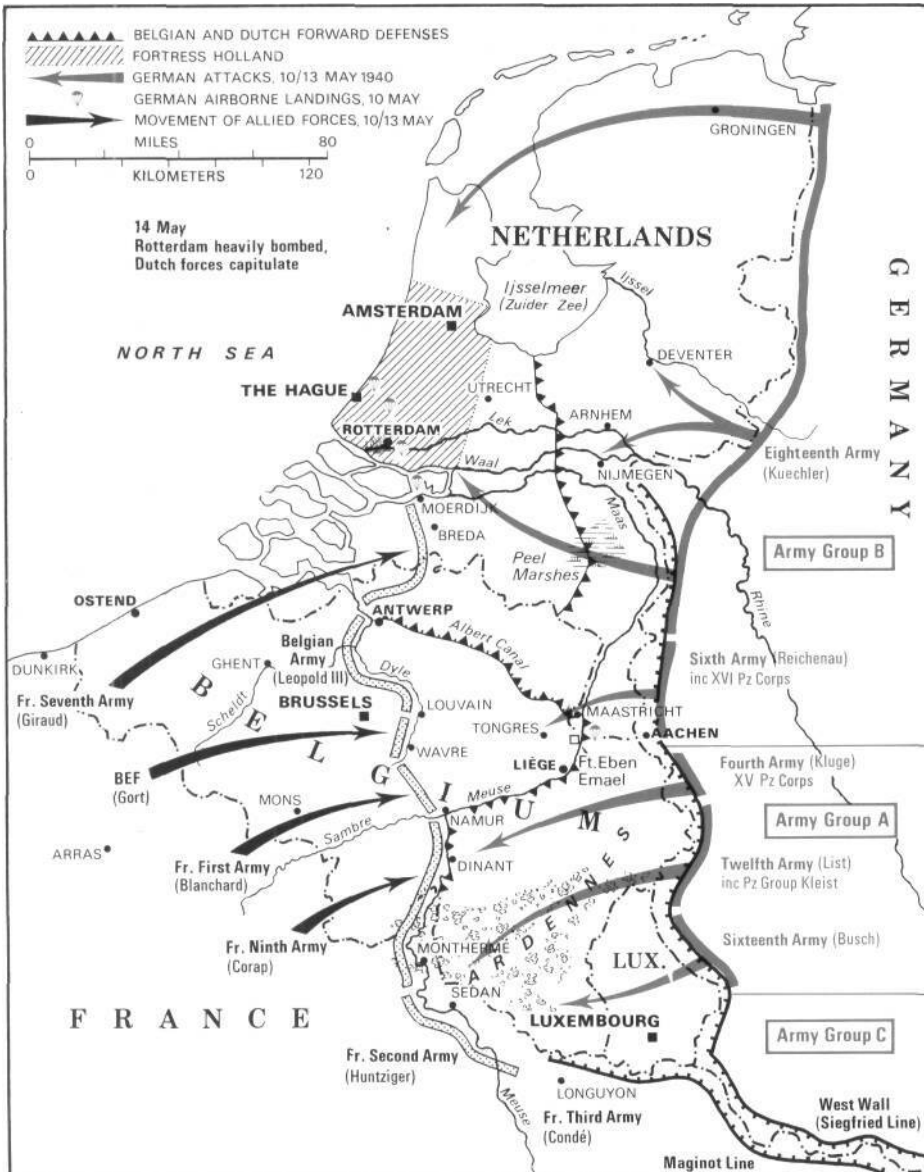 BELGIAN AND DUTCH FORWARD DEFENSES
FORTRESS HOLLAND
GERMAN ATTACKS, 10/13 MAY 1940
GERMAN AIRBORNE LANDINGS, 10 MAY
MOVEMENT OF ALLIED FORCES, 10/13 MAY
0 MILES 80
0 KILOMETERS 120
14 May
Rotterdam heavily bombed,
Dutch forces capitulate
GRONINGEN
NETHERLANDS
GERMANY
Ijsselmeer
(Zuider Zee)
Ijssel
AMSTERDAM
NORTH SEA
DEVENTER
THE HAGUE
UTRECHT
ARNHEM
Lek
ROTTERDAM
Waal
NIJMEGEN
Eighteenth Army
(Kuechler)
MOERDIJK
Maas
BREDA
Peel
Marshes
Army Group B
Rhine
OSTEND
ANTWERP
Albert Canal
DUNKIRK
GHENT
Belgian
Army
(Leopold III)
Dyle
Sixth Army (Reichenau)
inc XVI Pz Corps
Fr. Seventh Army
(Giraud)
BELGIUM
Scheldt
BRUSSELS
LOUVAIN
MAASTRICHT
TONGRES
AACHEN
WAVRE
BEF
(Gort)
LIÈGE
Ft.Eben
Emael
Fourth Army (Kluge)
XV Pz Corps
MONS
Meuse
NAMUR
Sambre
Army Group A
ARRAS
Fr. First Army
(Blanchard)
DINANT
ARDENNES
Twelfth Army (List)
inc Pz Group Kleist
Fr. Ninth Army
(Corap)
MONTHERMÉ
LUX.
Sixteenth Army (Busch)
SEDAN
FRANCE
LUXEMBOURG
Army Group C
Fr. Second Army
(Huntziger)
Meuse
LONGUYON
Fr. Third Army
(Condé)
West Wall
(Siegfried Line)
Maginot Line